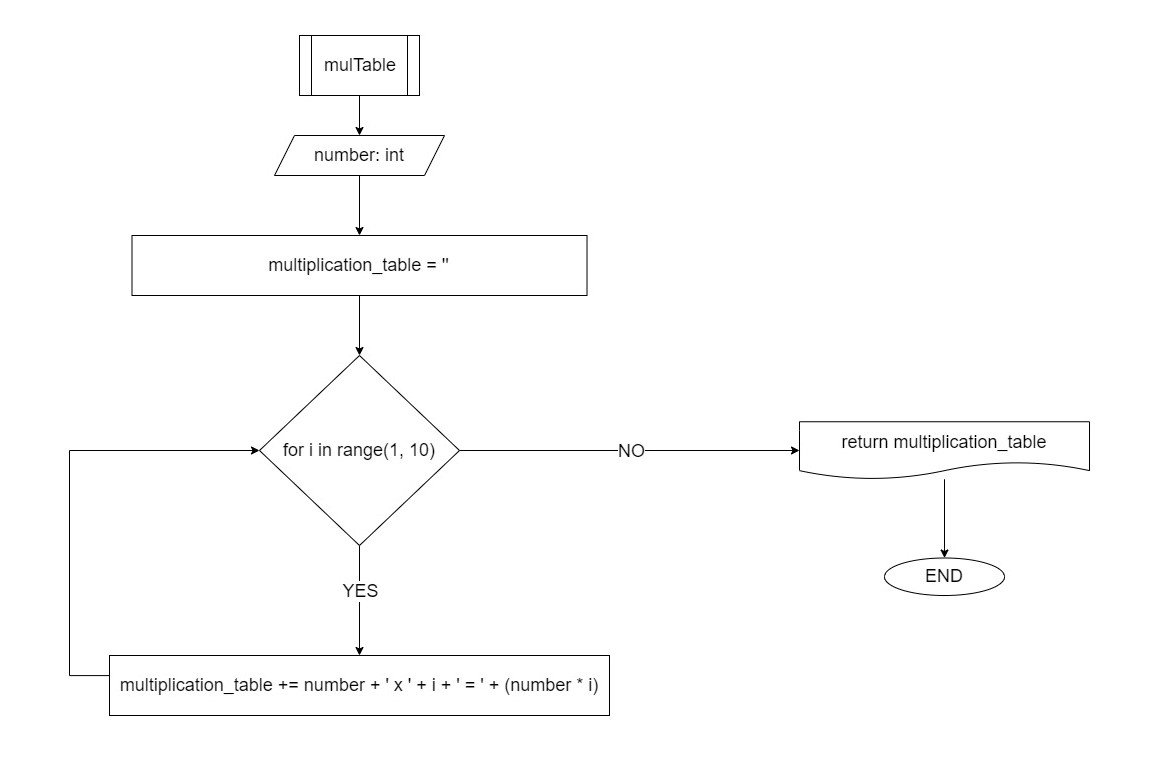 mulTable
number: int
multiplication_table = ''
for i in range(1, 10)
NO
return multiplication_table
YES
END
multiplication_table += number + ' x ' + i + ' = ' + (number * i)